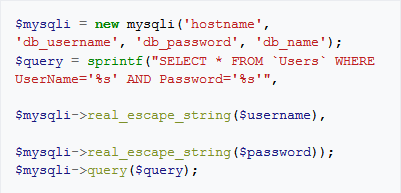 $mysqli = new mysqli('hostname',
'db_username', 'db_password', 'db_name');
$query = sprintf("SELECT * FROM `Users` WHERE
UserName='%s' AND Password='%s'",
$mysqli->real_escape_string($username),
$mysqli->real_escape_string($password));
$mysqli->query($query);